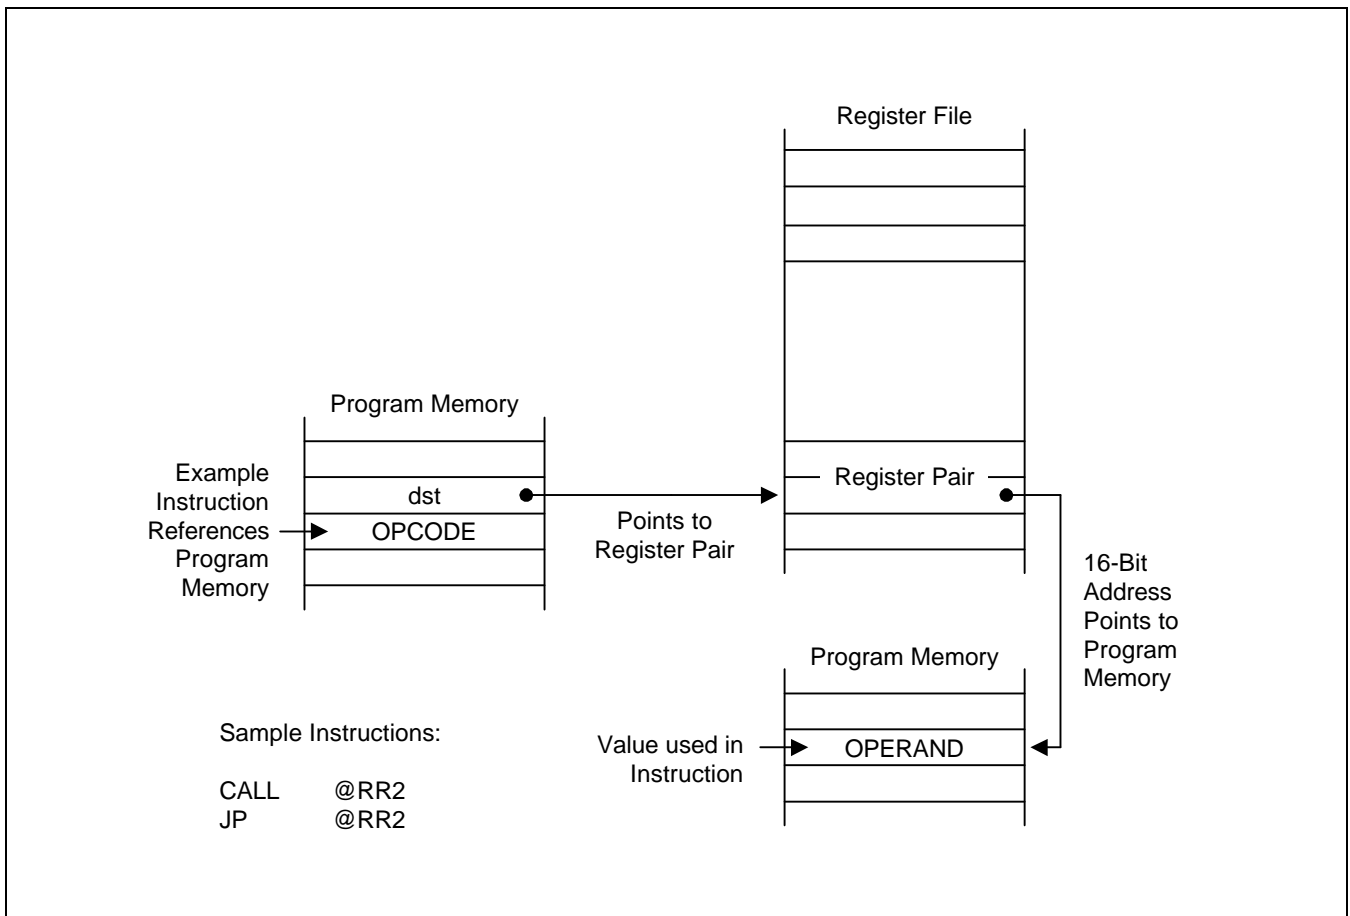 Register File
Program Memory
Example
Instruction
References
Program
Memory
dst
OPCODE
Points to
Register Pair
Register Pair
16-Bit
Address
Points to
Program
Memory
Program Memory
Value used in
Instruction
OPERAND
Sample Instructions:
CALL @RR2
JP @RR2